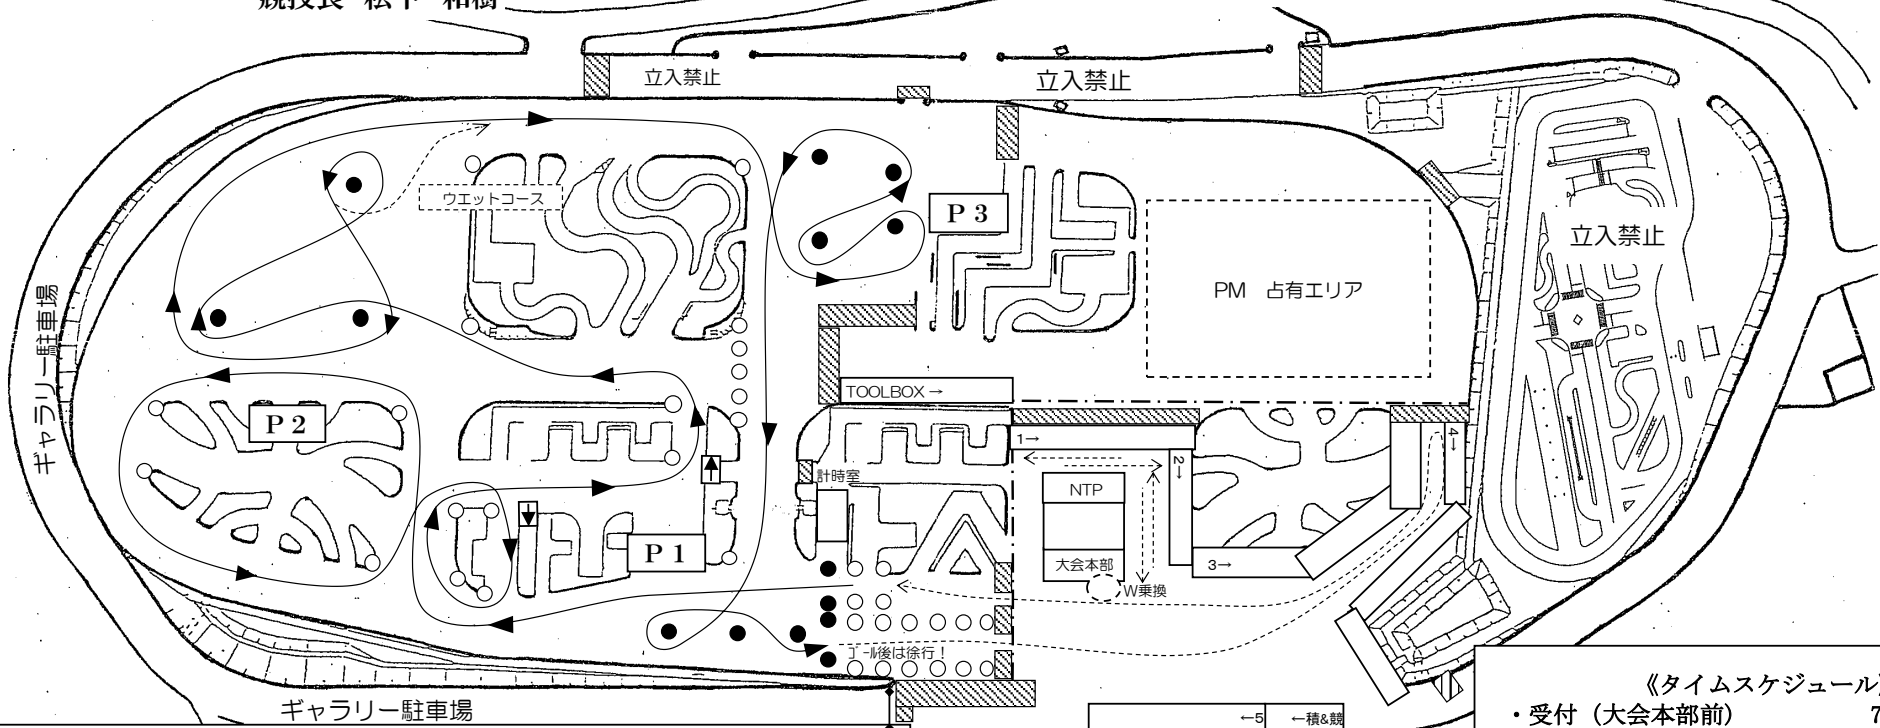 競技長 松下 和樹
立入禁止
立入禁止
ウエットコース
P 3
立入禁止
PM 占有エリア
ギャラリー駐車場
TOOLBOX→
P 2
1→
2→
4→
計時室
NTP
P 1
大会本部
3→
W乗換
ゴール後は徐行！
《タイムスケジュール》
ギャラリー駐車場
←5
←積&競
・受付（大会本部前） 7